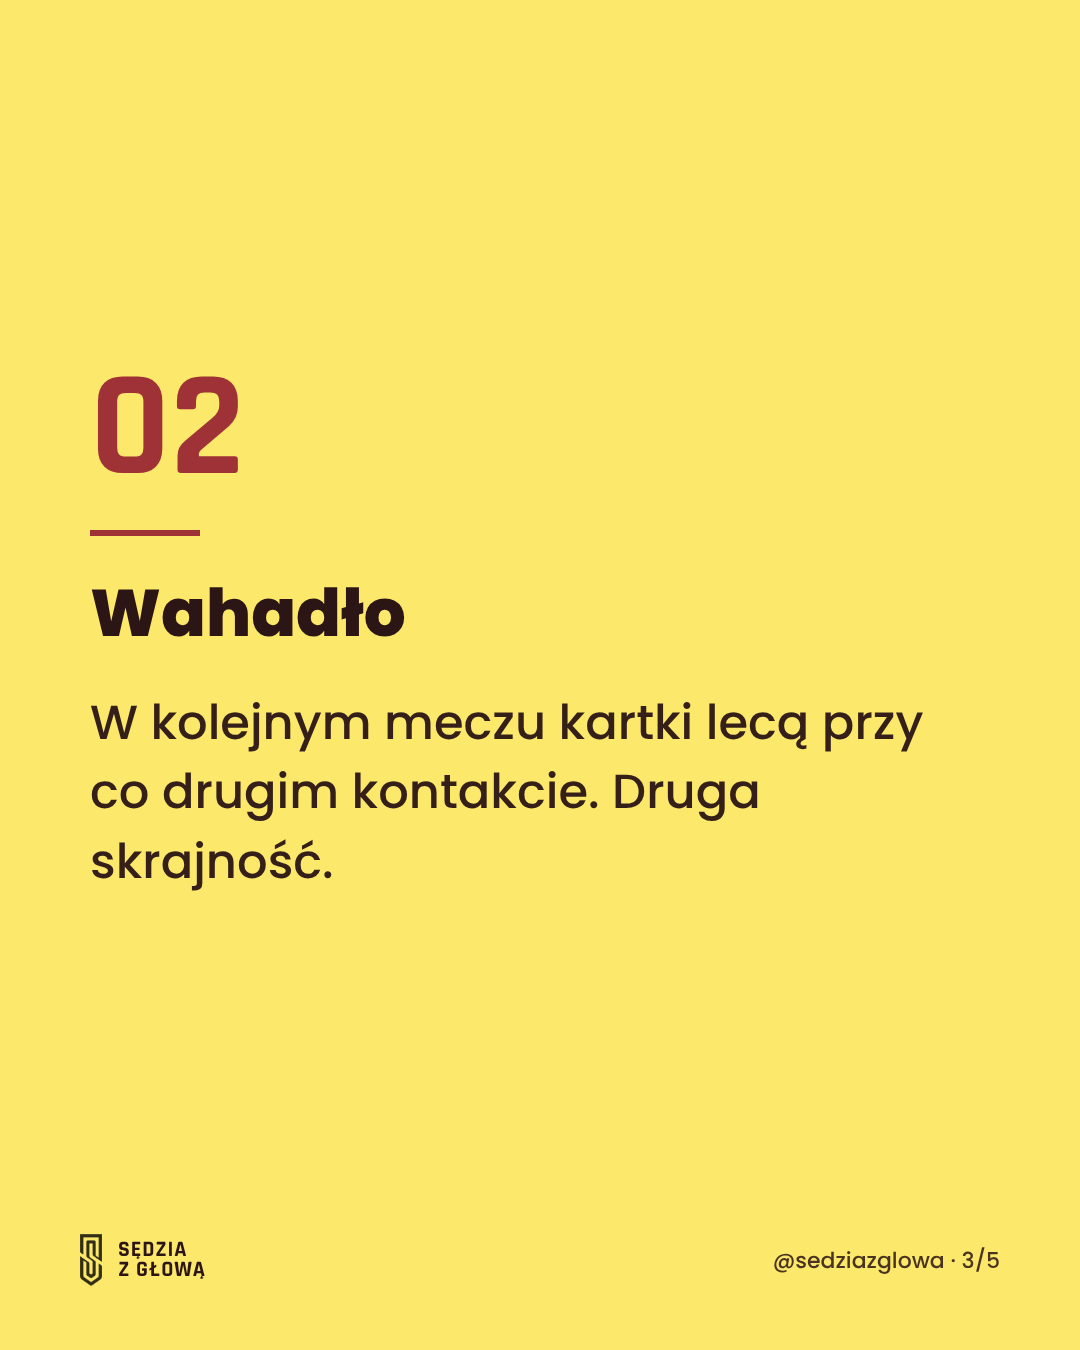 02
Wahadło
W kolejnym meczu kartki lecą przy
co drugim kontakcie. Druga
skrajność.
SĘDZIA
Z GŁOWĄ
@sedziazglowa · 3/5